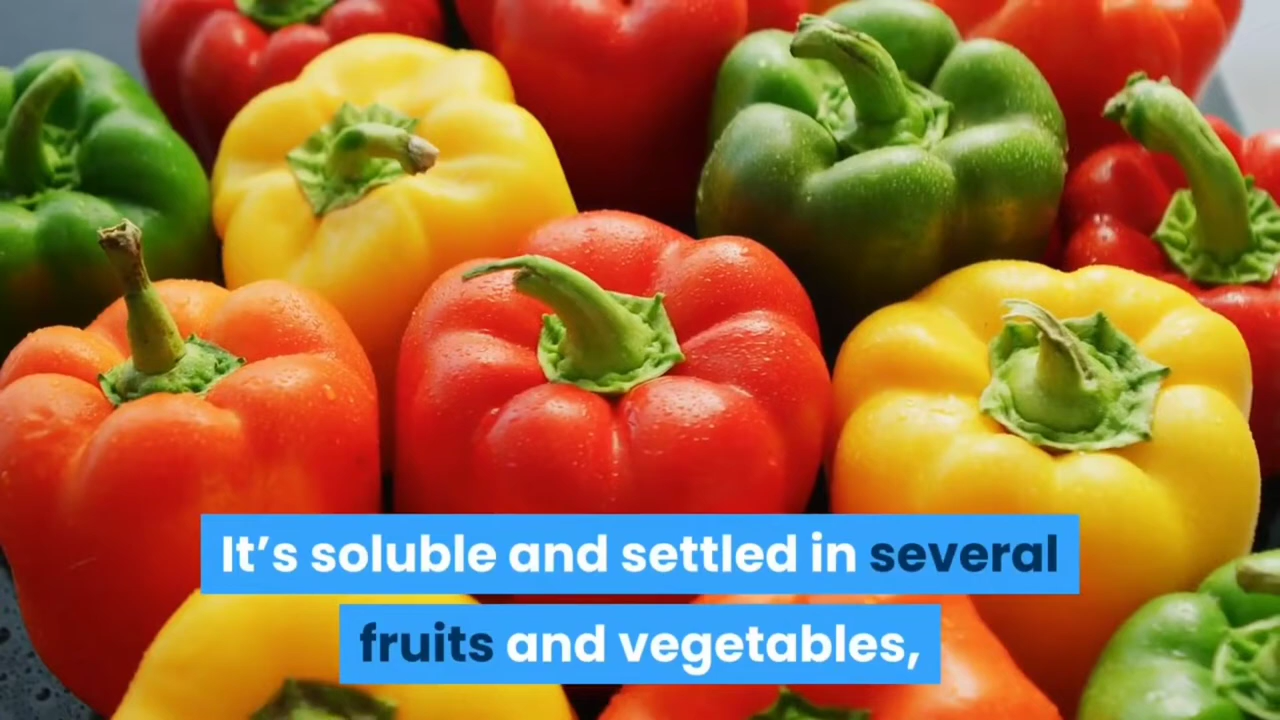 It’s soluble and settled in several
fruits and vegetables,